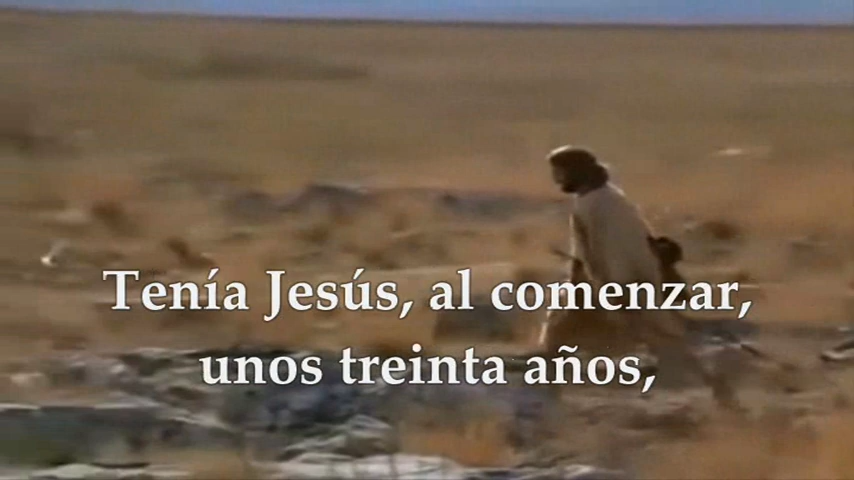 Tenía Jesús, al comenzar,
unos treinta años,